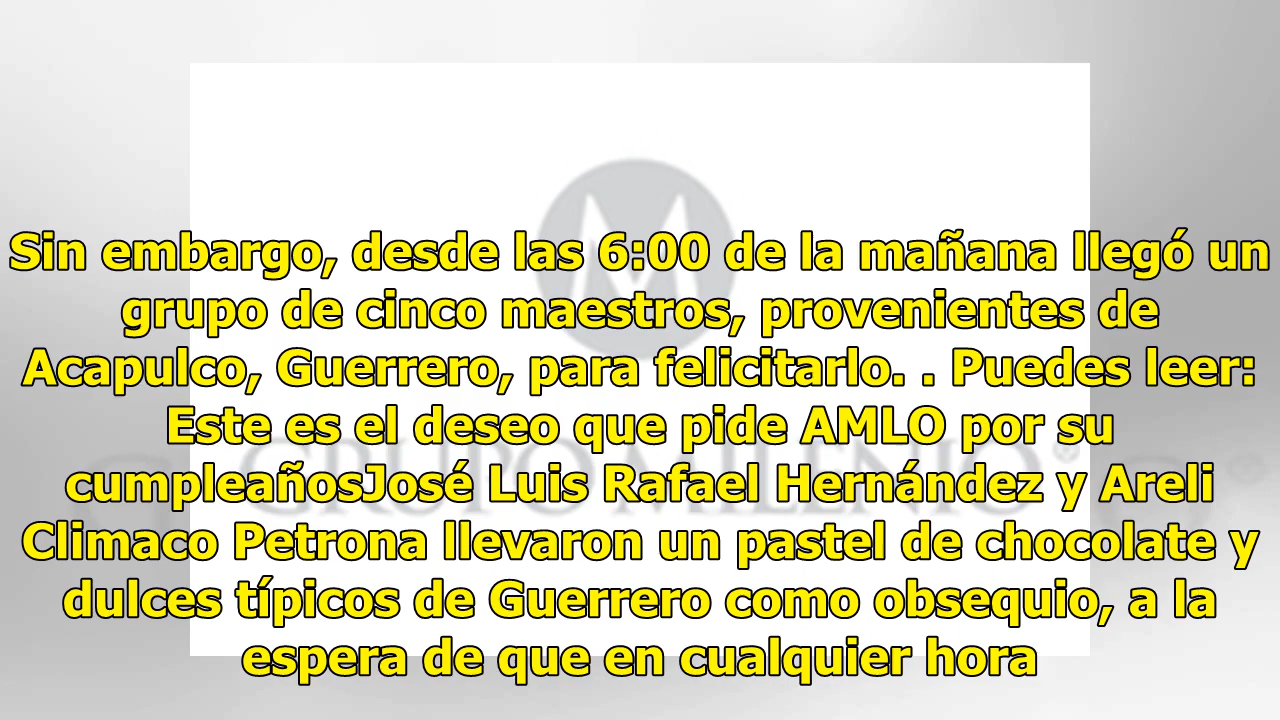 Sin embargo, desde las 6:00 de la mañana llegó un
grupo de cinco maestros, provenientes de
Acapulco, Guerrero, para felicitarlo. . Puedes leer:
Este es el deseo que pide AMLO por su
cumpleañosJosé Luis Rafael Hernández y Areli
Climaco Petrona llevaron un pastel de chocolate y
dulces típicos de Guerrero como obsequio, a la
espera de que en cualquier hora
M
GRUPO MILENIO®